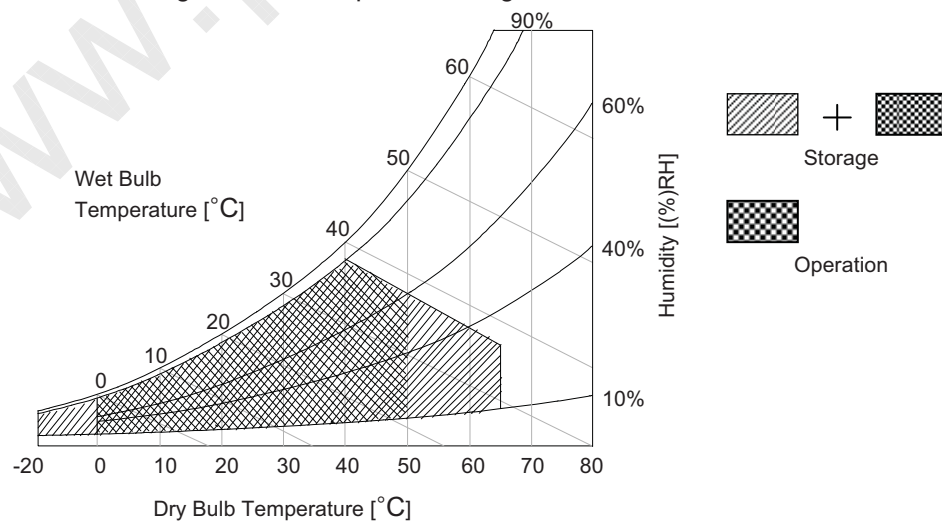 90%
60
60%
50
Wet Bulb
Temperature [°C]
Storage
40
30
40%
Humidity [(%)RH]
Operation
20
10
0
10%
-20 0 10 20 30 40 50 60 70 80
Dry Bulb Temperature [°C]